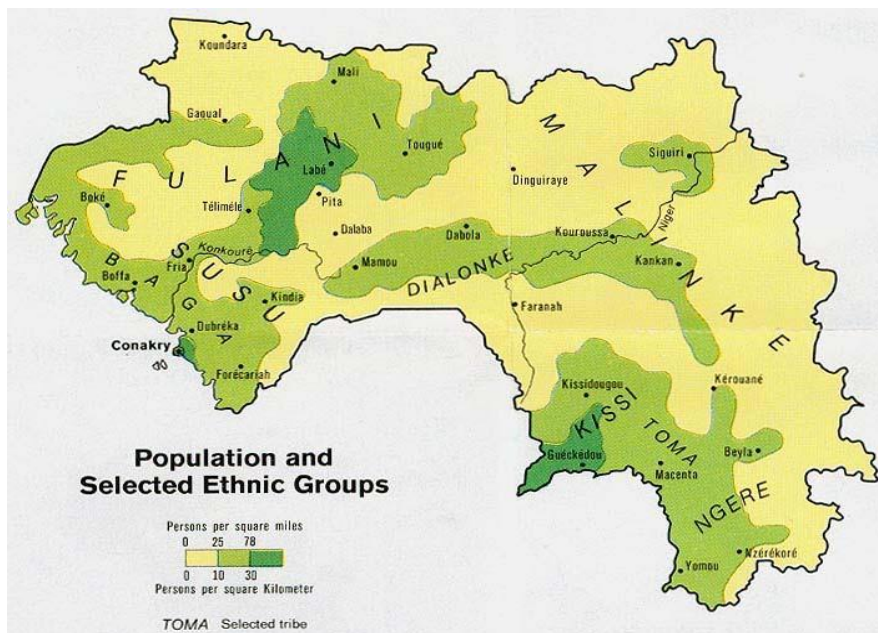 Koundara
Mali
Gaoual
FULANI
MALINKE
Tougué
Siguiri
Labé
Dinguiraye
Boké
Télimélé
Pita
Niger
Dalaba
Dabola
Kouroussa
Konkouré
SUSU
Fria
Mamou
Kankan
BAGA
Boffa
DIALONKE
Kindia
Faranah
Dubréka
Conakry
Forécariah
Kissidougou
Kérouané
KISSI
TOMA
Guéckédou
Macenta
Beyla
NGERE
Nzérékoré
Yomou
Population and
Selected Ethnic Groups
Persons per square miles
0 25 78
0 10 30
Persons per square Kilometer
TOMA Selected tribe